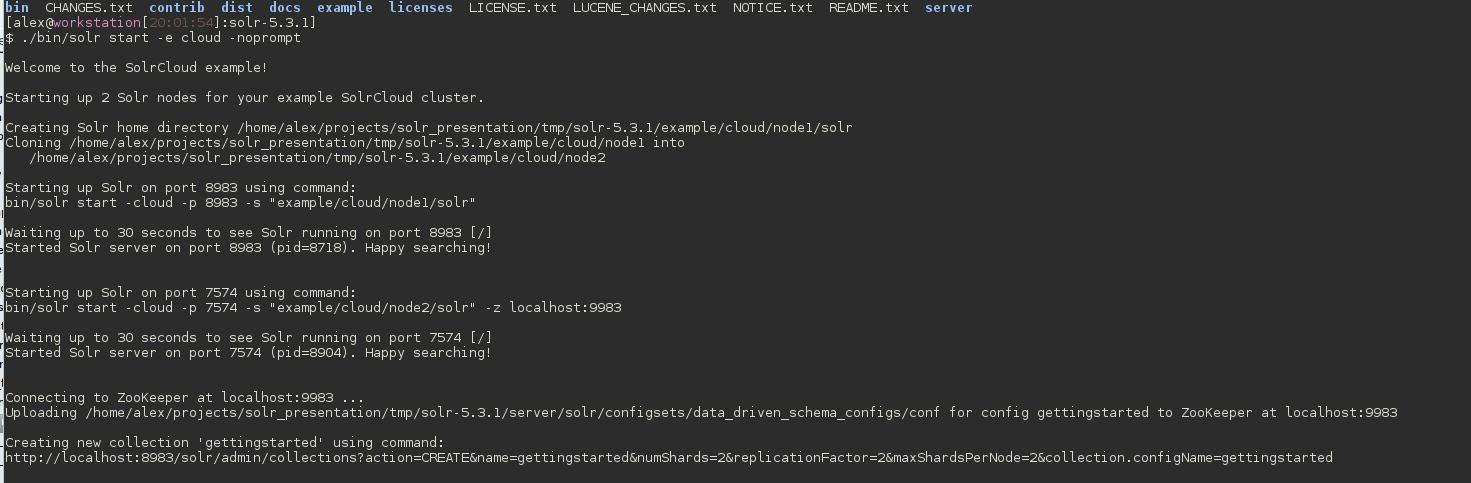 bin  CHANGES.txt  contrib  dist  docs  example  licenses  LICENSE.txt  LUCENE_CHANGES.txt  NOTICE.txt  README.txt  server
[alex@workstation[20:01:54]:solr-5.3.1]
$ ./bin/solr start -e cloud -noprompt
Welcome to the SolrCloud example!
Starting up 2 Solr nodes for your example SolrCloud cluster.
Creating Solr home directory /home/alex/projects/solr_presentation/tmp/solr-5.3.1/example/cloud/node1/solr
Cloning /home/alex/projects/solr_presentation/tmp/solr-5.3.1/example/cloud/node1 into
   /home/alex/projects/solr_presentation/tmp/solr-5.3.1/example/cloud/node2
Starting up Solr on port 8983 using command:
bin/solr start -cloud -p 8983 -s "example/cloud/node1/solr"
Waiting up to 30 seconds to see Solr running on port 8983 [/]
Started Solr server on port 8983 (pid=8718). Happy searching!
Starting up Solr on port 7574 using command:
bin/solr start -cloud -p 7574 -s "example/cloud/node2/solr" -z localhost:9983
Waiting up to 30 seconds to see Solr running on port 7574 [/]
Started Solr server on port 7574 (pid=8904). Happy searching!
Connecting to ZooKeeper at localhost:9983 ...
Uploading /home/alex/projects/solr_presentation/tmp/solr-5.3.1/server/solr/configsets/data_driven_schema_configs/conf for config gettingstarted to ZooKeeper at localhost:9983
Creating new collection 'gettingstarted' using command:
http://localhost:8983/solr/admin/collections?action=CREATE&name=gettingstarted&numShards=2&replicationFactor=2&maxShardsPerNode=2&collection.configName=gettingstarted